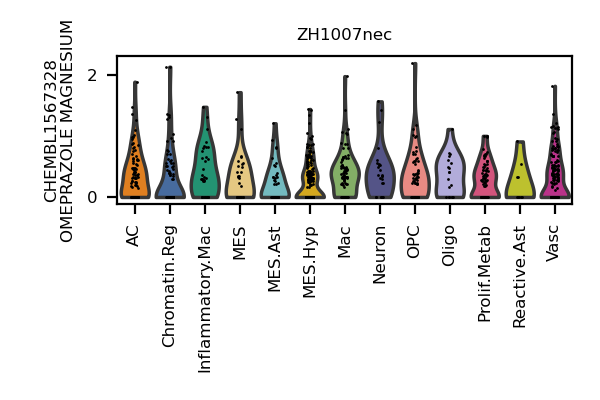 ZH1007nec
CHEMBL1567328
OMEPRAZOLE MAGNESIUM
2
0
AC
Chromatin.Reg
Inflammatory.Mac
MES
MES.Ast
MES.Hyp
Mac
Neuron
OPC
Oligo
Prolif.Metab
Reactive.Ast
Vasc